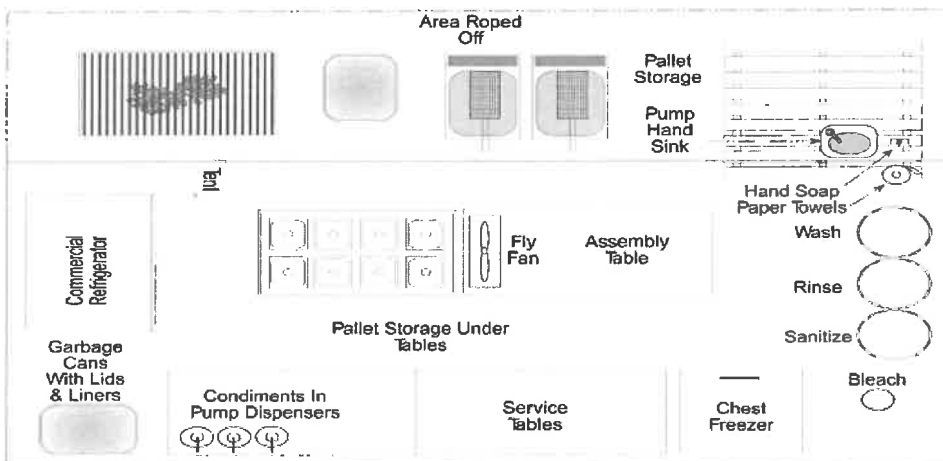 Area Roped
Off
Pallet
Storage
Pump
Hand
Sink
Tent
Hand Soap
Paper Towels
Commercial
Refrigerator
Fly
Fan
Assembly
Table
Wash
Rinse
Sanitize
Pallet Storage Under
Tables
Garbage
Cans
With Lids
& Liners
Condiments In
Pump Dispensers
Service
Tables
Chest
Freezer
Bleach